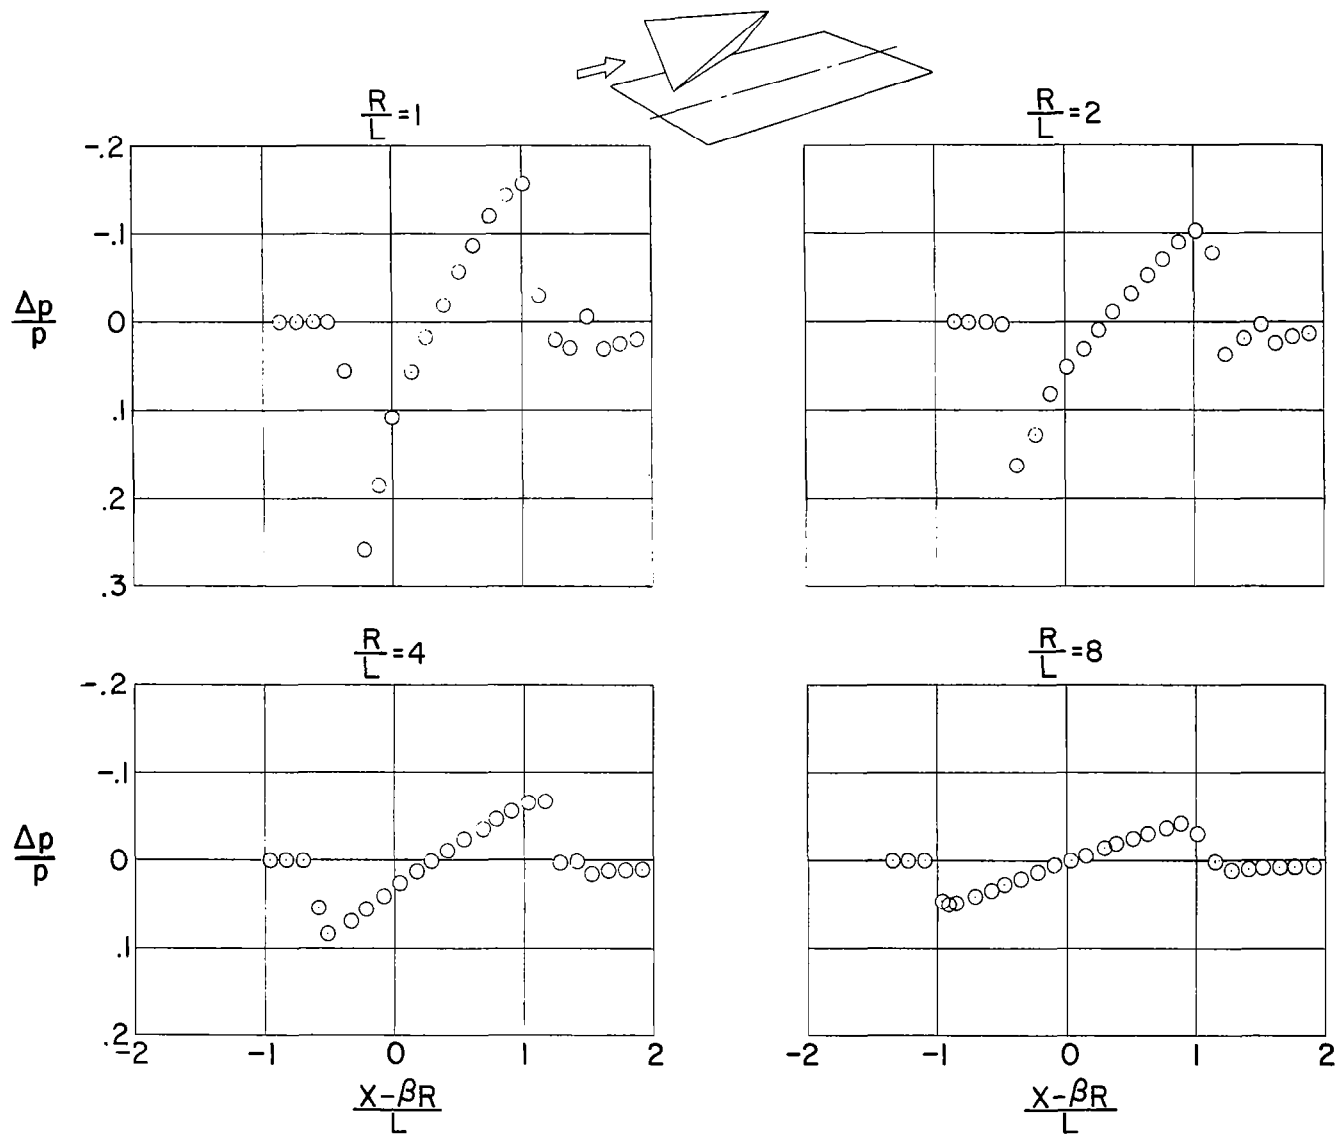 R/L = 1
R/L = 2
-.2
-.1
Δp/p
0
.1
.2
.3
R/L = 4
R/L = 8
-.2
-.1
Δp/p
0
.1
.2
-2 -1 0 1 2
-2 -1 0 1 2
X-βR/L
X-βR/L